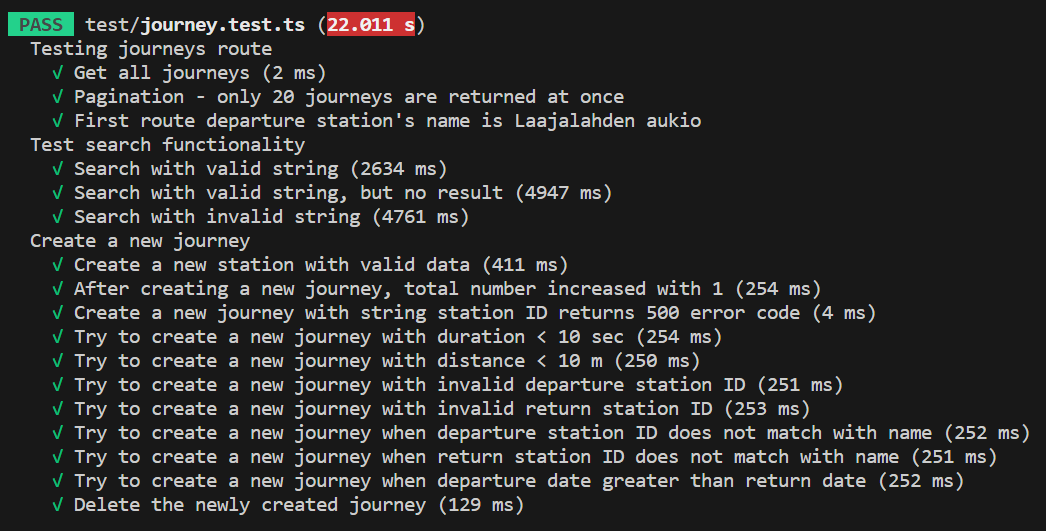 PASS test/journey.test.ts (22.011 s)
Testing journeys route
√ Get all journeys (2 ms)
√ Pagination - only 20 journeys are returned at once
√ First route departure station's name is Laajalahden aukio
Test search functionality
√ Search with valid string (2634 ms)
√ Search with valid string, but no result (4947 ms)
√ Search with invalid string (4761 ms)
Create a new journey
√ Create a new station with valid data (411 ms)
√ After creating a new journey, total number increased with 1 (254 ms)
√ Create a new journey with string station ID returns 500 error code (4 ms)
√ Try to create a new journey with duration < 10 sec (254 ms)
√ Try to create a new journey with distance < 10 m (250 ms)
√ Try to create a new journey with invalid departure station ID (251 ms)
√ Try to create a new journey with invalid return station ID (253 ms)
√ Try to create a new journey when departure station ID does not match with name (252 ms)
√ Try to create a new journey when return station ID does not match with name (251 ms)
√ Try to create a new journey when departure date greater than return date (252 ms)
√ Delete the newly created journey (129 ms)